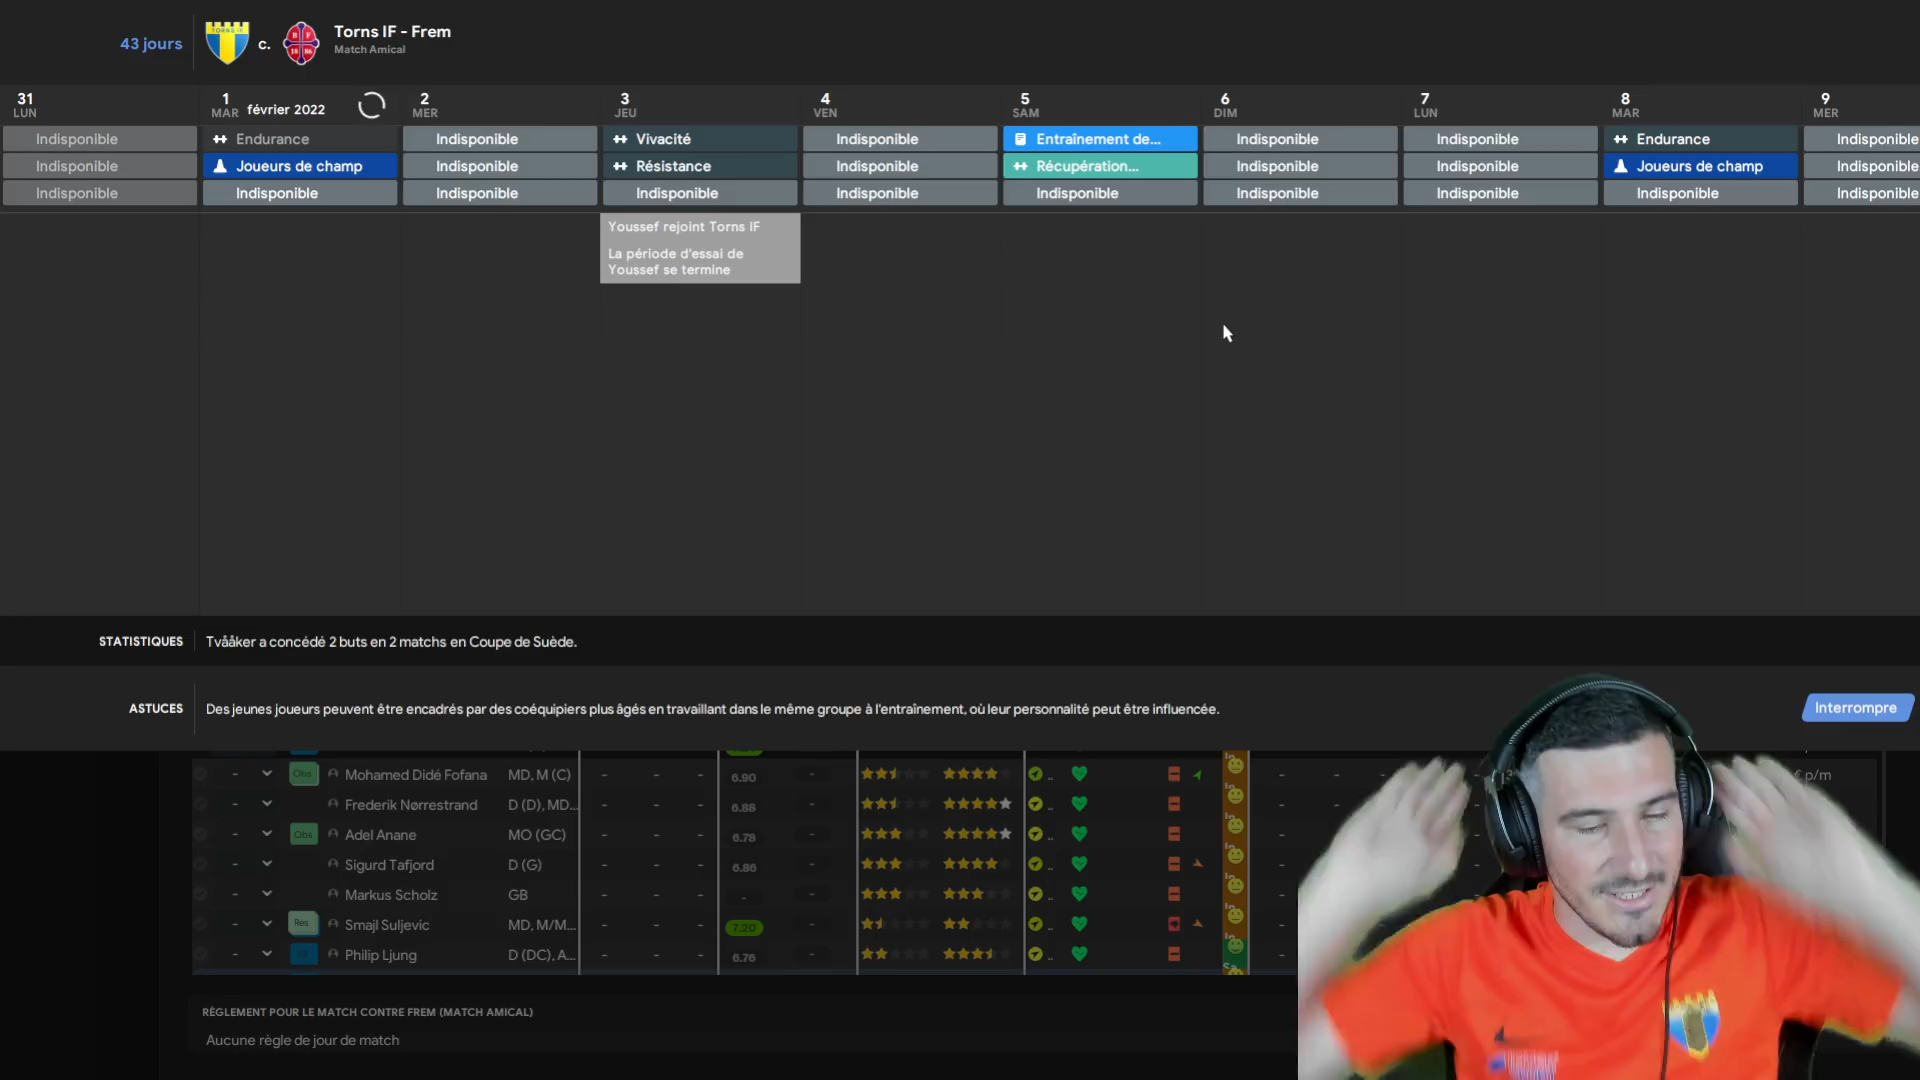 43 jours
c.
Torns IF - Frem
Match Amical
31
LUN
1
MAR
février 2022
2
MER
3
JEU
4
VEN
5
SAM
6
DIM
7
LUN
8
MAR
9
MER
Indisponible
Endurance
Indisponible
Vivacité
Indisponible
Entraînement de...
Indisponible
Indisponible
Endurance
Indisponible
Indisponible
Joueurs de champ
Indisponible
Résistance
Indisponible
Récupération...
Indisponible
Indisponible
Joueurs de champ
Indisponible
Indisponible
Indisponible
Indisponible
Indisponible
Indisponible
Indisponible
Indisponible
Indisponible
Indisponible
Indisponible
Youssef rejoint Torns IF
La période d'essai de
Youssef se termine
STATISTIQUES
Tvååker a concédé 2 buts en 2 matchs en Coupe de Suède.
ASTUCES
Des jeunes joueurs peuvent être encadrés par des coéquipiers plus âgés en travaillant dans le même groupe à l'entraînement, où leur personnalité peut être influencée.
Interrompre
- Obs Mohamed Didé Fofana MD, M (C) - - - 6.90 - - € p/m
- Frederik Nørrestrand D (D), MD... - - - 6.88 - -
- Obs Adel Anane MO (GC) - - - 6.78 - -
- Sigurd Tafjord D (G) - - - 6.86 - -
- Markus Scholz GB - - - - - -
- Rés Smajl Suljevic MD, M/M... - - - 7.20 - -
- Philip Ljung D (DC), A... - - - 6.76 - -
RÈGLEMENT POUR LE MATCH CONTRE FREM (MATCH AMICAL)
Aucune règle de jour de match